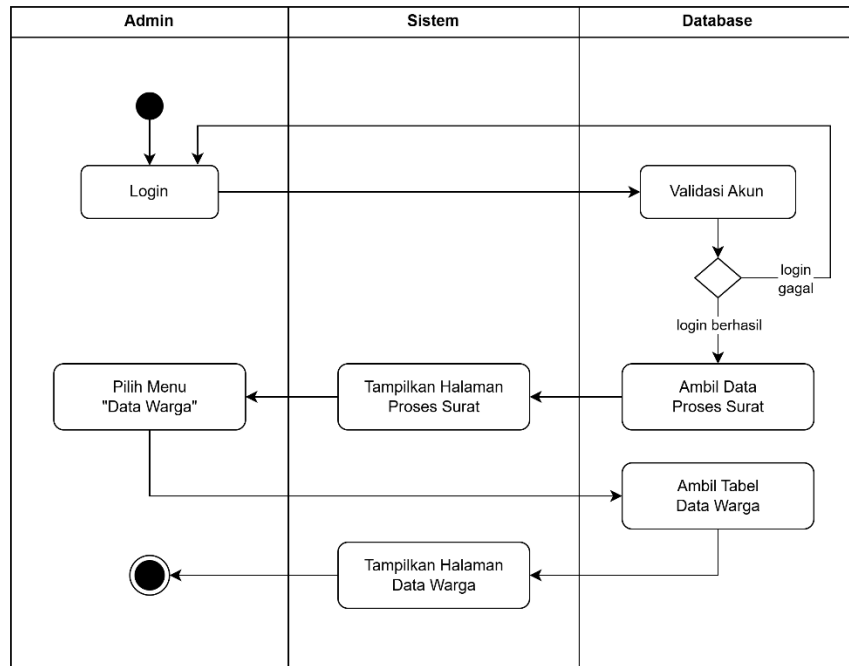 Admin
Sistem
Database
Login
Validasi Akun
login
gagal
login berhasil
Pilih Menu
"Data Warga"
Tampilkan Halaman
Proses Surat
Ambil Data
Proses Surat
Ambil Tabel
Data Warga
Tampilkan Halaman
Data Warga